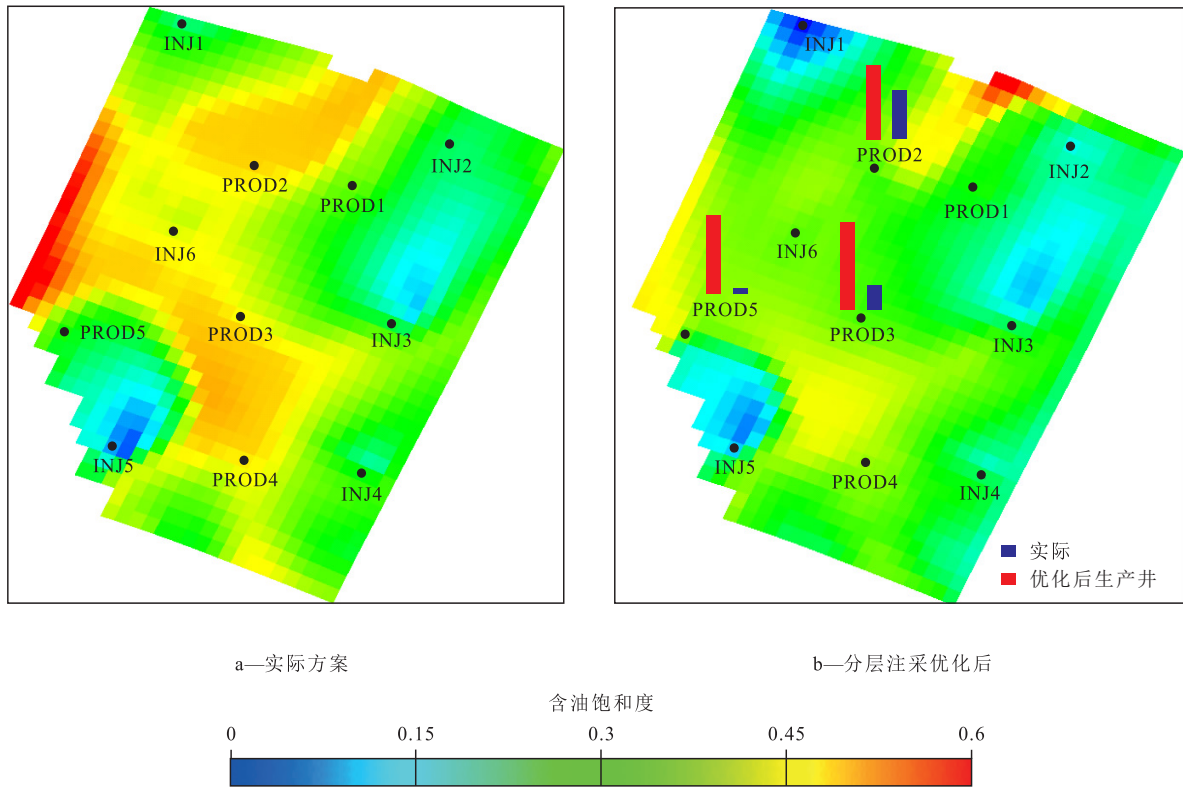 INJ1
INJ2
PROD2
PROD1
INJ6
PROD5
PROD3
INJ3
INJ5
PROD4
INJ4
INJ1
PROD2
INJ2
PROD1
INJ6
PROD5
PROD3
INJ3
INJ5
PROD4
INJ4
实际
优化后生产井
a—实际方案
b—分层注采优化后
含油饱和度
0 0.15 0.3 0.45 0.6